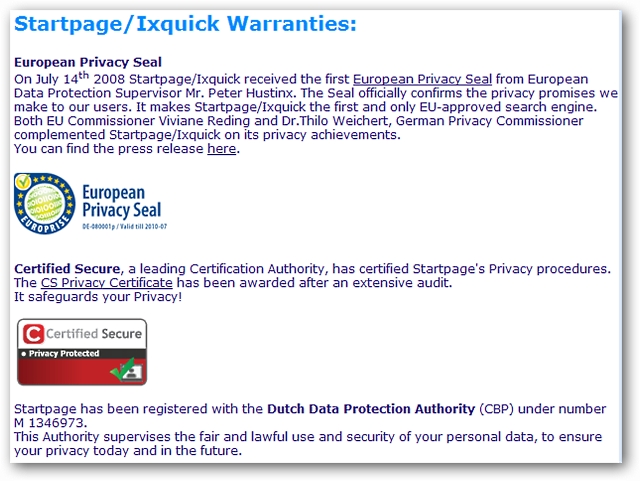 Startpage/Ixquick Warranties:
European Privacy Seal
On July 14th 2008 Startpage/Ixquick received the first European Privacy Seal from European
Data Protection Supervisor Mr. Peter Hustinx. The Seal officially confirms the privacy promises we
make to our users. It makes Startpage/Ixquick the first and only EU-approved search engine.
Both EU Commissioner Viviane Reding and Dr.Thilo Weichert, German Privacy Commissioner
complemented Startpage/Ixquick on its privacy achievements.
You can find the press release here.
EUROPRISE
European
Privacy Seal
DE-080001p / Valid till 2010-07
Certified Secure, a leading Certification Authority, has certified Startpage's Privacy procedures.
The CS Privacy Certificate has been awarded after an extensive audit.
It safeguards your Privacy!
C Certified Secure
• Privacy Protected
Startpage has been registered with the Dutch Data Protection Authority (CBP) under number
M 1346973.
This Authority supervises the fair and lawful use and security of your personal data, to ensure
your privacy today and in the future.